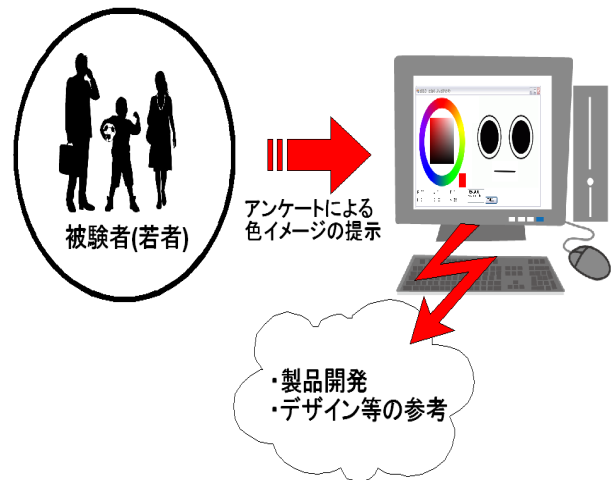 被験者(若者)
アンケートによる
色イメージの提示
・製品開発
・デザイン等の参考